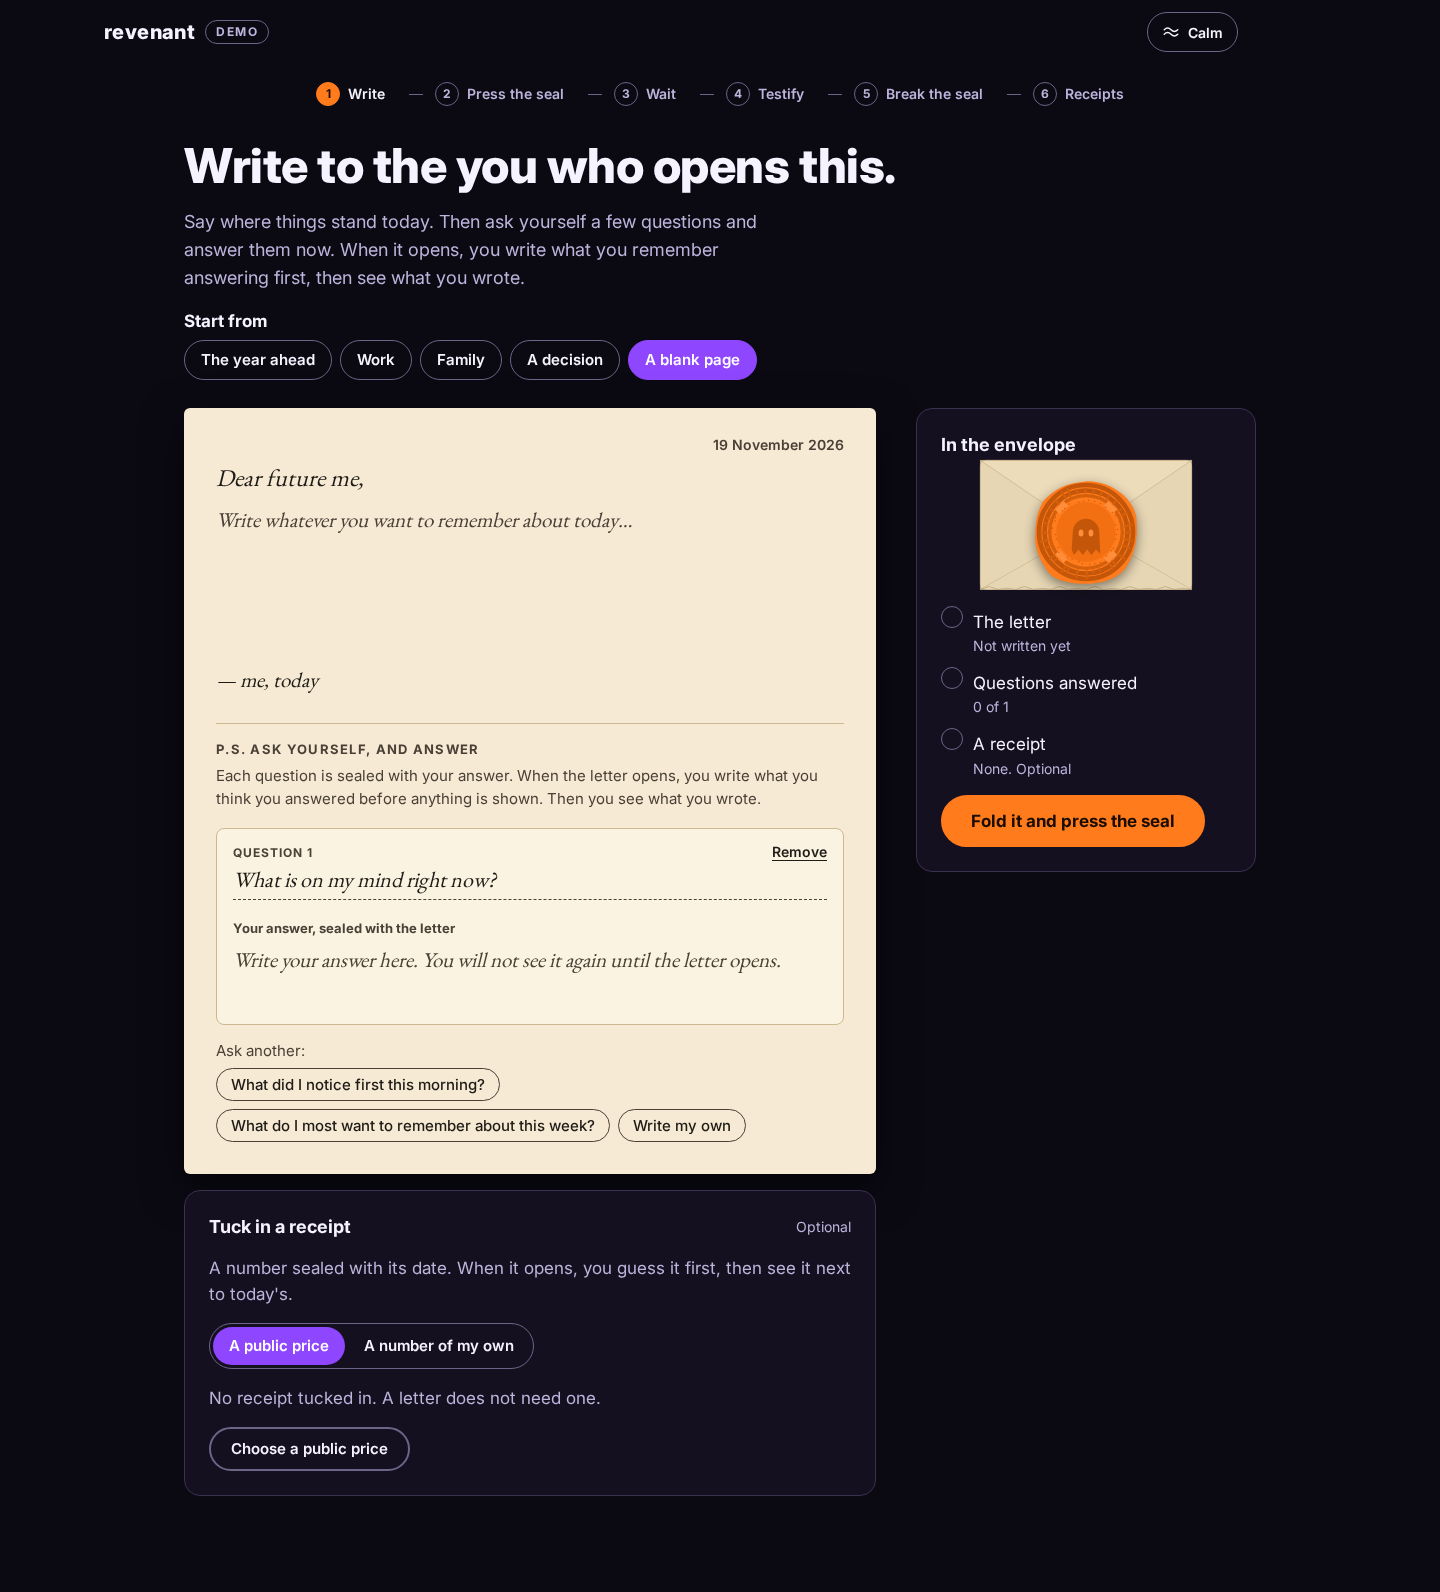 revenant DEMO
Calm
1 Write — 2 Press the seal — 3 Wait — 4 Testify — 5 Break the seal — 6 Receipts
Write to the you who opens this.
Say where things stand today. Then ask yourself a few questions and
answer them now. When it opens, you write what you remember
answering first, then see what you wrote.
Start from
The year ahead Work Family A decision A blank page
19 November 2026
Dear future me,
Write whatever you want to remember about today...
— me, today
P.S. ASK YOURSELF, AND ANSWER
Each question is sealed with your answer. When the letter opens, you write what you
think you answered before anything is shown. Then you see what you wrote.
QUESTION 1 Remove
What is on my mind right now?
Your answer, sealed with the letter
Write your answer here. You will not see it again until the letter opens.
Ask another:
What did I notice first this morning?
What do I most want to remember about this week? Write my own
In the envelope
The letter
Not written yet
Questions answered
0 of 1
A receipt
None. Optional
Fold it and press the seal
Tuck in a receipt Optional
A number sealed with its date. When it opens, you guess it first, then see it next
to today's.
A public price A number of my own
No receipt tucked in. A letter does not need one.
Choose a public price